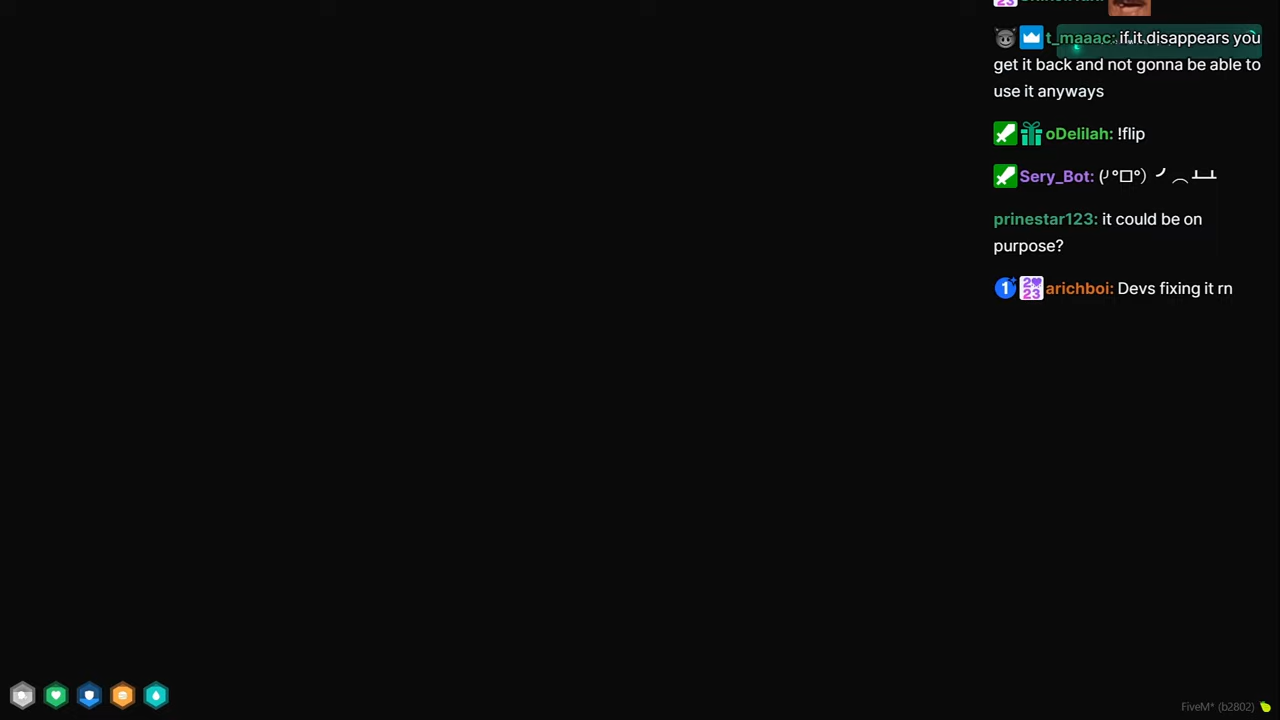 t_maaac: if it disappears you
get it back and not gonna be able to
use it anyways
oDelilah: !flip
Sery_Bot: (╯°□°）╯︵ ┻━┻
prinestar123: it could be on
purpose?
arichboi: Devs fixing it rn
FiveM* (b2802)